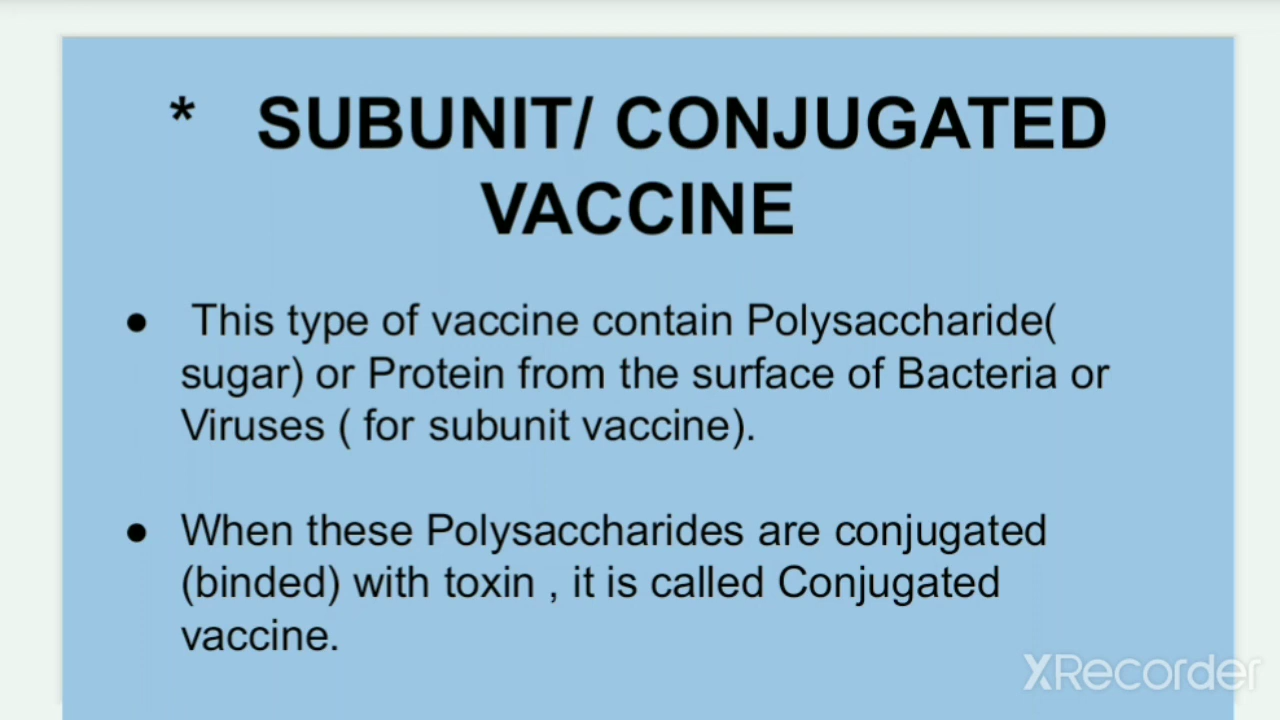 * SUBUNIT/ CONJUGATED
VACCINE
● This type of vaccine contain Polysaccharide(
sugar) or Protein from the surface of Bacteria or
Viruses ( for subunit vaccine).
● When these Polysaccharides are conjugated
(binded) with toxin , it is called Conjugated
vaccine.
XRecorder